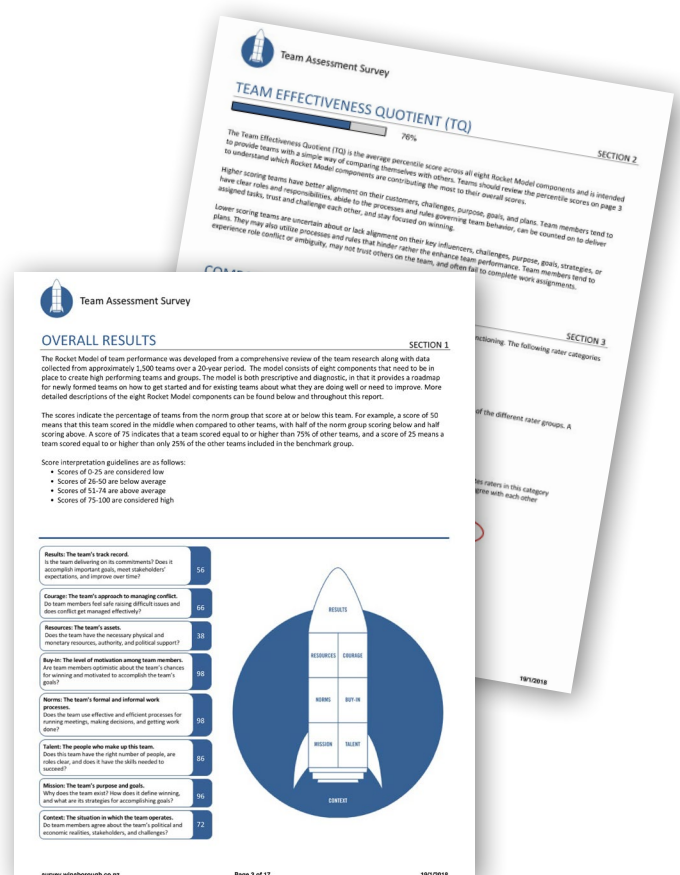 Team Assessment Survey
TEAM EFFECTIVENESS QUOTIENT (TQ)
76%
SECTION 2
The Team Effectiveness Quotient (TQ) is the average percentile score across all eight Rocket Model components and is intended
to provide teams with a simple way of comparing themselves with others. Teams should review the percentile scores on page 3
to understand which Rocket Model components are contributing the most to their overall scores.
Higher scoring teams have better alignment on their customers, challenges, purpose, goals, and plans. Team members tend to
have clear roles and responsibilities, abide to the processes and rules governing team behavior, can be counted on to deliver
assigned tasks, trust and challenge each other, and stay focused on winning.
Lower scoring teams are uncertain about or lack alignment on their key influencers, challenges, purpose, goals, strategies, or
plans. They may also utilize processes and rules that hinder rather the enhance team performance. Team members tend to
experience role conflict or ambiguity, may not trust others on the team, and often fail to complete work assignments.
SECTION 3
The following rater categories
of the different rater groups. A
raters in this category
agree with each other
19/1/2018
Team Assessment Survey
OVERALL RESULTS
SECTION 1
The Rocket Model of team performance was developed from a comprehensive review of the team research along with data
collected from approximately 1,500 teams over a 20-year period. The model consists of eight components that need to be in
place to create high performing teams and groups. The model is both prescriptive and diagnostic, in that it provides a roadmap
for newly formed teams on how to get started and for existing teams about what they are doing well or need to improve. More
detailed descriptions of the eight Rocket Model components can be found below and throughout this report.
The scores indicate the percentage of teams from the norm group that score at or below this team. For example, a score of 50
means that this team scored in the middle when compared to other teams, with half of the norm group scoring below and half
scoring above. A score of 75 indicates that a team scored equal to or higher than 75% of other teams, and a score of 25 means a
team scored equal to or higher than only 25% of the other teams included in the benchmark group.
Score interpretation guidelines are as follows:
• Scores of 0-25 are considered low
• Scores of 26-50 are below average
• Scores of 51-74 are above average
• Scores of 75-100 are considered high
Results: The team's track record.
Is the team delivering on its commitments? Does it
accomplish important goals, meet stakeholders'
expectations, and improve over time?
56
Courage: The team's approach to managing conflict.
Do team members feel safe raising difficult issues and
does conflict get managed effectively?
66
Resources: The team's assets.
Does the team have the necessary physical and
monetary resources, authority, and political support?
38
Buy-In: The level of motivation among team members.
Are team members optimistic about the team's chances
for winning and motivated to accomplish the team's
goals?
98
Norms: The team's formal and informal work
processes.
Does the team use effective and efficient processes for
running meetings, making decisions, and getting work
done?
98
Talent: The people who make up this team.
Does this team have the right number of people, are
roles clear, and does it have the skills needed to
succeed?
86
Mission: The team's purpose and goals.
Why does the team exist? How does it define winning,
and what are its strategies for accomplishing goals?
96
Context: The situation in which the team operates.
Do team members agree about the team's political and
economic realities, stakeholders, and challenges?
72
RESULTS
RESOURCES COURAGE
NORMS BUY-IN
MISSION TALENT
CONTEXT
survey.winsborough.co.nz
Page 3 of 17
19/1/2018